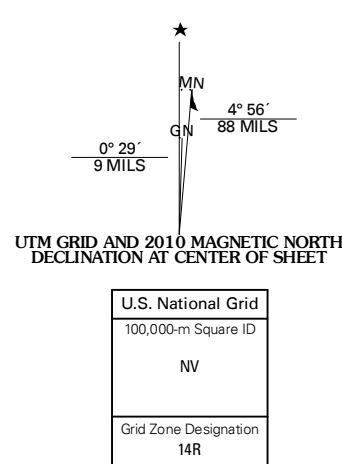 MN
4° 56´
88 MILS
GN
0° 29´
9 MILS
UTM GRID AND 2010 MAGNETIC NORTH
DECLINATION AT CENTER OF SHEET
U.S. National Grid
100,000-m Square ID
NV
Grid Zone Designation
14R